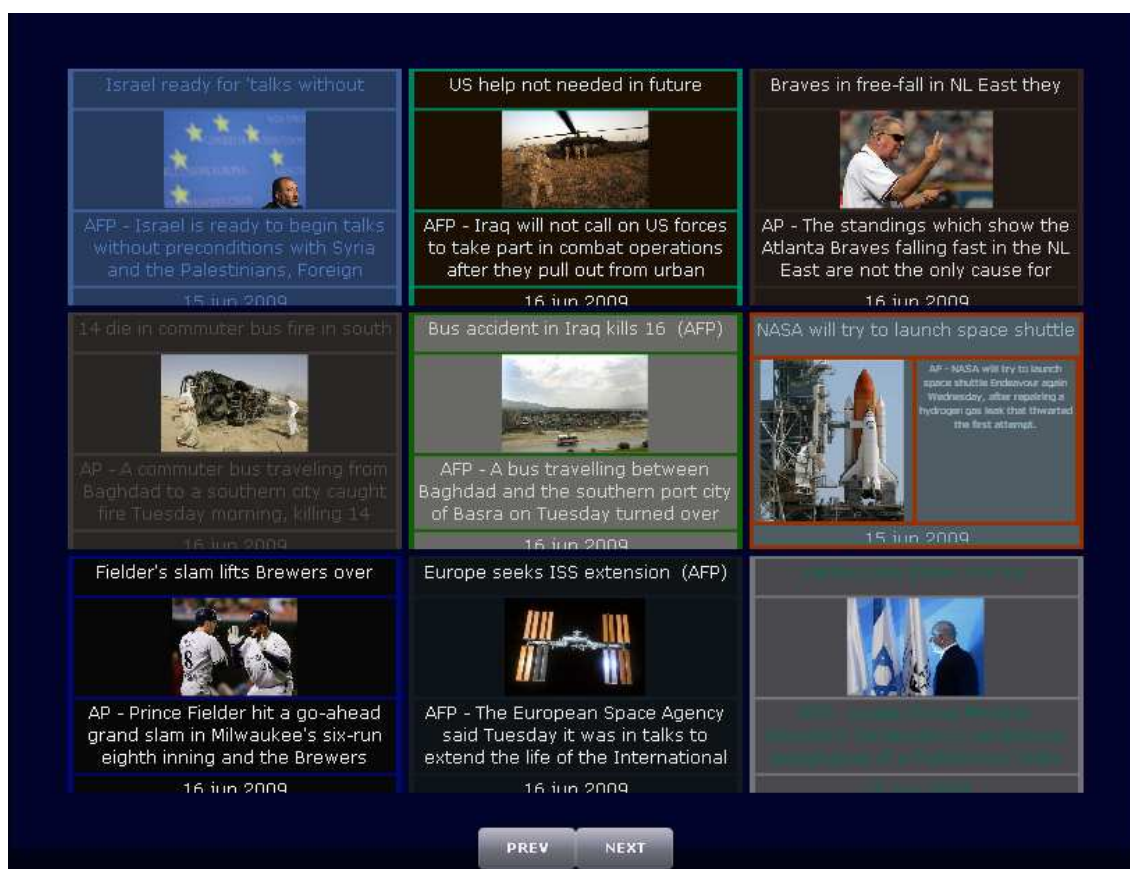 Israel ready for 'talks without
AFP - Israel is ready to begin talks
without preconditions with Syria
and the Palestinians, Foreign
15 jun 2009
US help not needed in future
AFP - Iraq will not call on US forces
to take part in combat operations
after they pull out from urban
16 jun 2009
Braves in free-fall in NL East they
AP - The standings which show the
Atlanta Braves falling fast in the NL
East are not the only cause for
16 jun 2009
14 die in commuter bus fire in south
AP - A commuter bus traveling from
Baghdad to a southern city caught
fire Tuesday morning, killing 14
16 jun 2009
Bus accident in Iraq kills 16 (AFP)
AFP - A bus travelling between
Baghdad and the southern port city
of Basra on Tuesday turned over
16 jun 2009
NASA will try to launch space shuttle
AP - NASA will try to launch
space shuttle Endeavour again
Wednesday, after repairing a
hydrogen gas leak that thwarted
the first attempt.
15 jun 2009
Fielder's slam lifts Brewers over
8
AP - Prince Fielder hit a go-ahead
grand slam in Milwaukee's six-run
eighth inning and the Brewers
16 jun 2009
Europe seeks ISS extension (AFP)
AFP - The European Space Agency
said Tuesday it was in talks to
extend the life of the International
16 jun 2009
PREV
NEXT